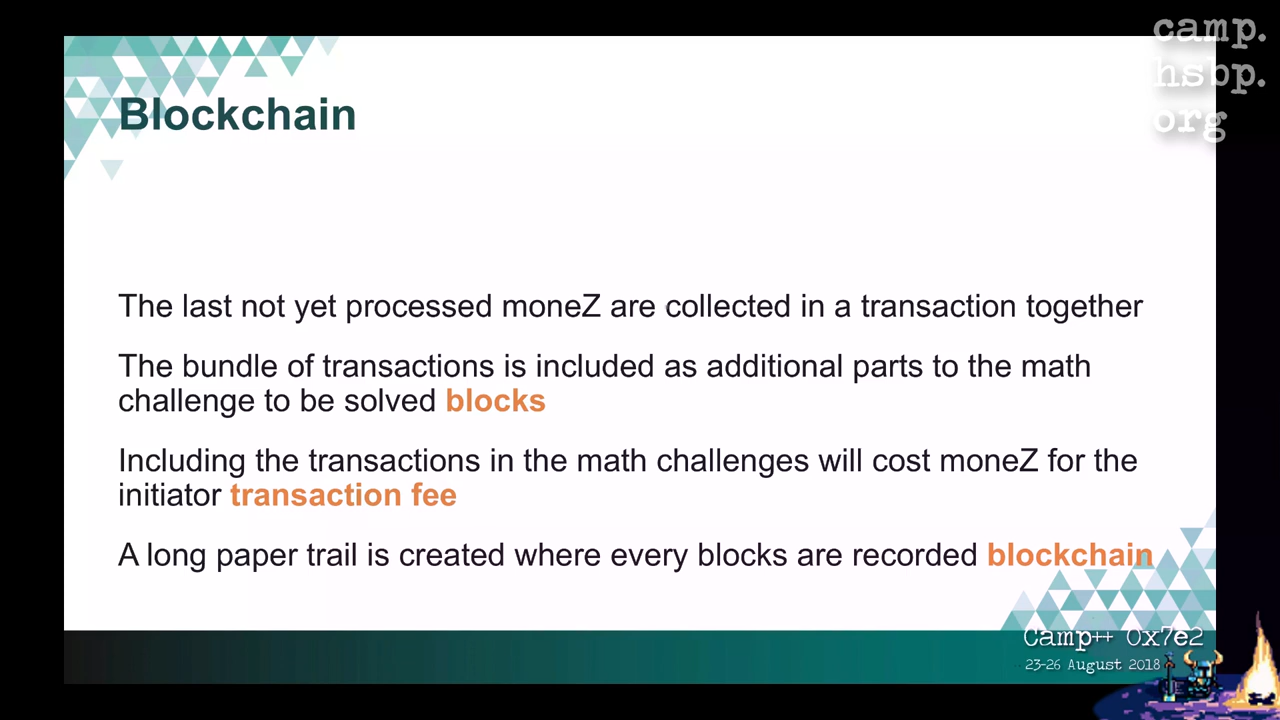 camp.
hsbp.
org
Blockchain
The last not yet processed moneZ are collected in a transaction together
The bundle of transactions is included as additional parts to the math
challenge to be solved blocks
Including the transactions in the math challenges will cost moneZ for the
initiator transaction fee
A long paper trail is created where every blocks are recorded blockchain
Camp++ 0x7e2
23-26 August 2018